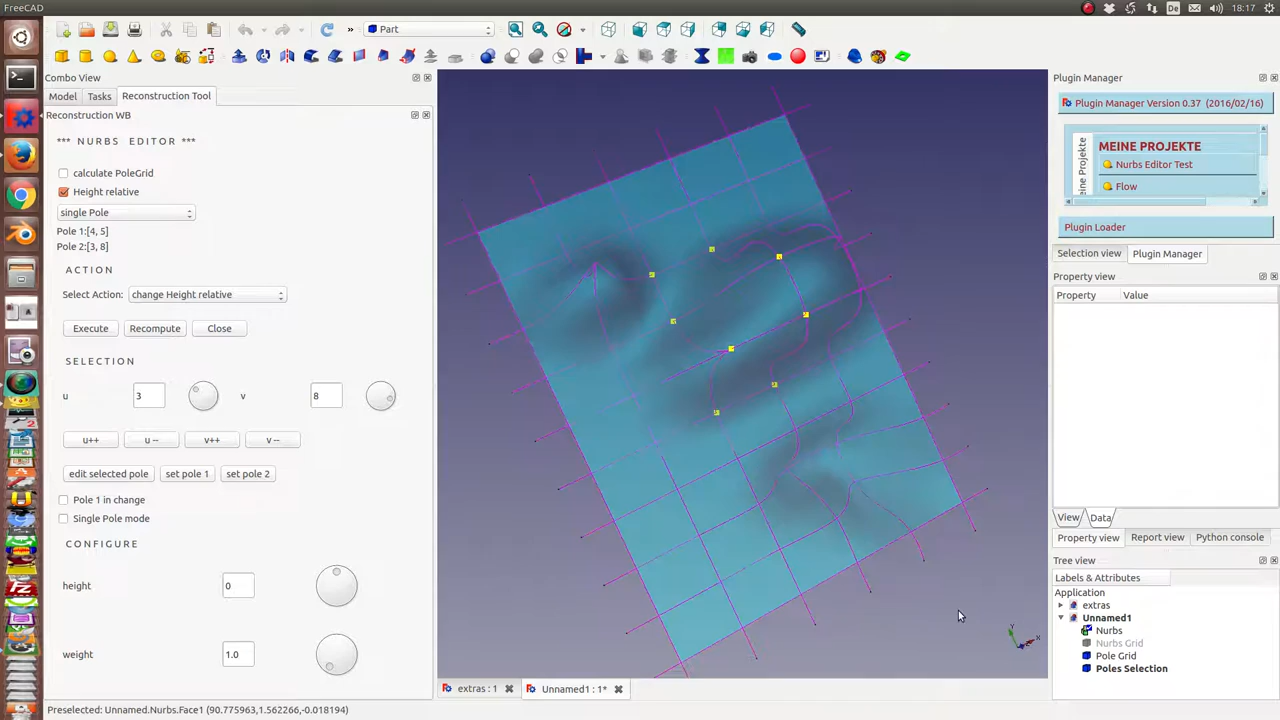 FreeCAD
De
18:17
Part
Combo View
Model
Tasks
Reconstruction Tool
Reconstruction WB
*** NURBS EDITOR ***
calculate PoleGrid
Height relative
single Pole
Pole 1:[4, 5]
Pole 2:[3, 8]
ACTION
Select Action:
change Height relative
Execute
Recompute
Close
SELECTION
u
3
v
8
u++
u --
v++
v --
edit selected pole
set pole 1
set pole 2
Pole 1 in change
Single Pole mode
CONFIGURE
height
0
weight
1.0
Y
X
extras : 1
Unnamed1 : 1*
Plugin Manager
Plugin Manager Version 0.37 (2016/02/16)
eine Projekte
MEINE PROJEKTE
Nurbs Editor Test
Flow
Plugin Loader
Selection view
Plugin Manager
Property view
Property
Value
View
Data
Property view
Report view
Python console
Tree view
Labels & Attributes
Application
extras
Unnamed1
Nurbs
Nurbs Grid
Pole Grid
Poles Selection
Preselected: Unnamed.Nurbs.Face1 (90.775963,1.562266,-0.018194)